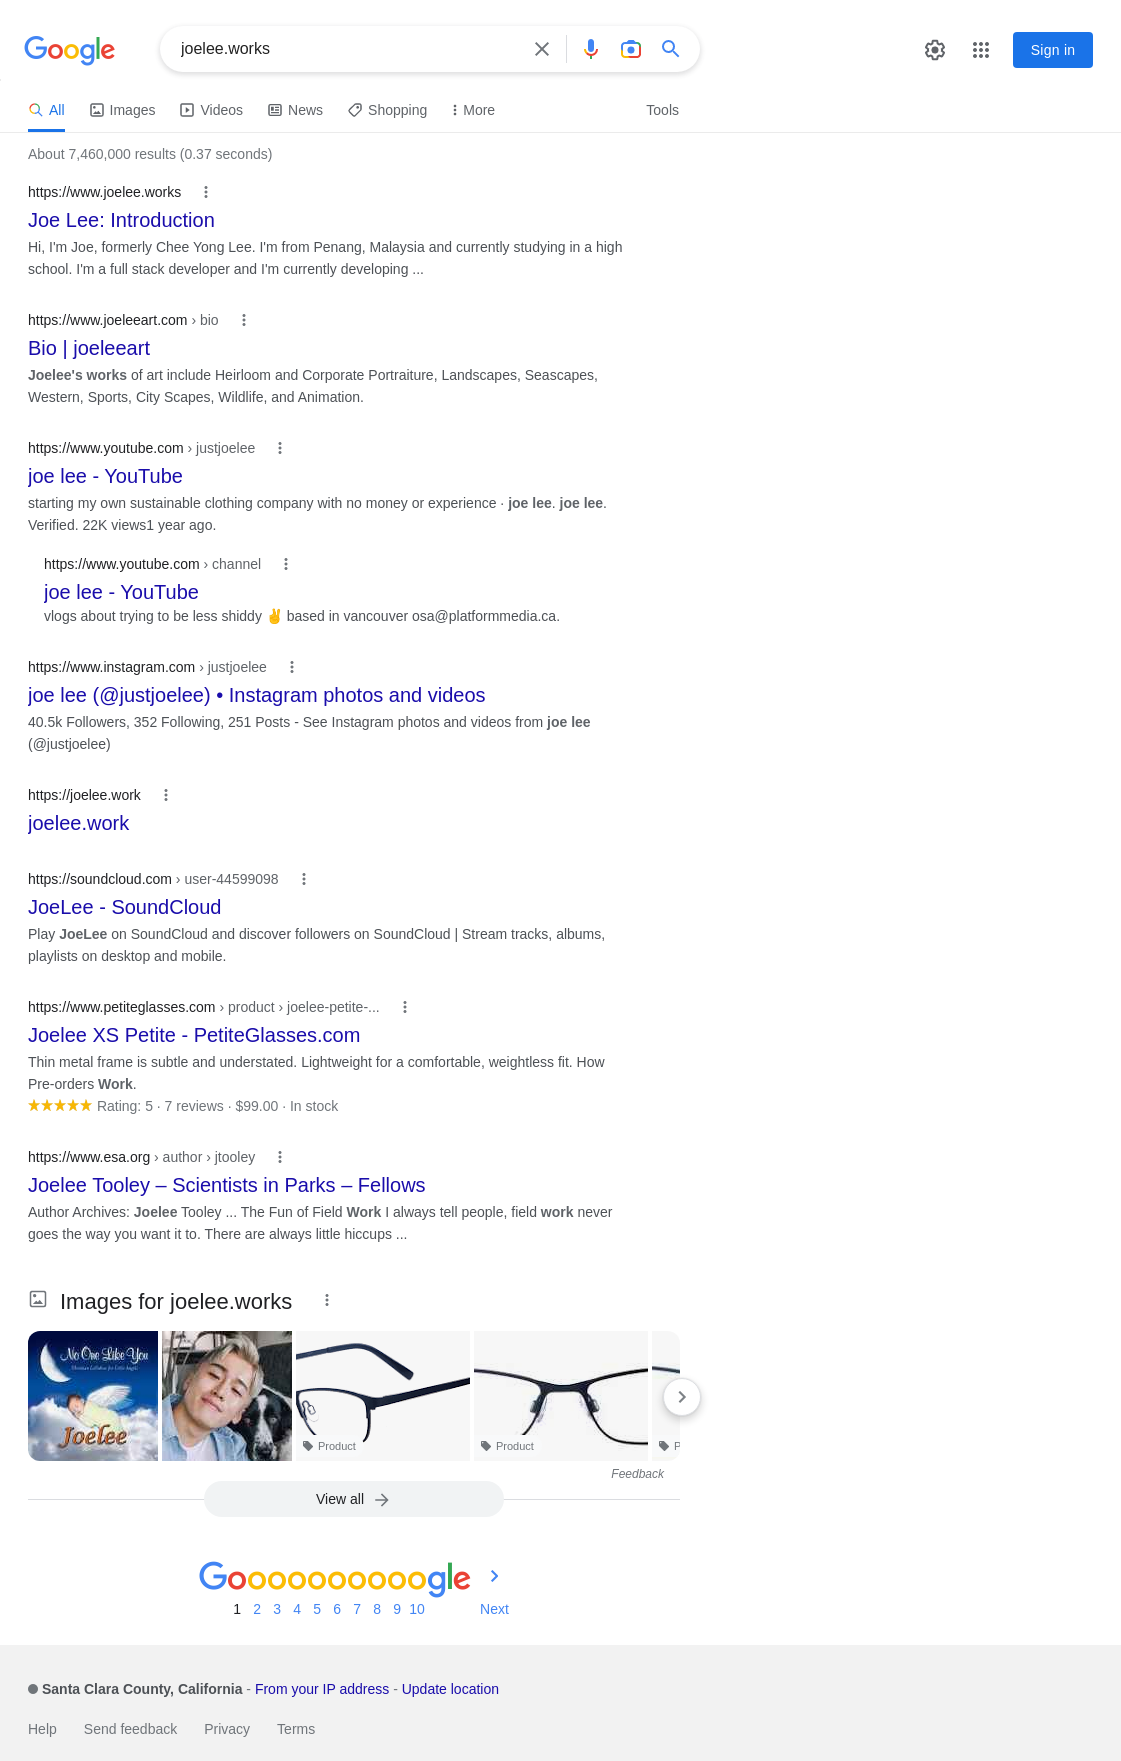 Google
joelee.works
Sign in
All
Images
Videos
News
Shopping
More
Tools
About 7,460,000 results (0.37 seconds)
https://www.joelee.works
Joe Lee: Introduction
Hi, I'm Joe, formerly Chee Yong Lee. I'm from Penang, Malaysia and currently studying in a high
school. I'm a full stack developer and I'm currently developing ...
https://www.joeleeart.com › bio
Bio | joeleeart
Joelee's works of art include Heirloom and Corporate Portraiture, Landscapes, Seascapes,
Western, Sports, City Scapes, Wildlife, and Animation.
https://www.youtube.com › justjoelee
joe lee - YouTube
starting my own sustainable clothing company with no money or experience · joe lee. joe lee.
Verified. 22K views1 year ago.
https://www.youtube.com › channel
joe lee - YouTube
vlogs about trying to be less shiddy ✌️ based in vancouver osa@platformmedia.ca.
https://www.instagram.com › justjoelee
joe lee (@justjoelee) • Instagram photos and videos
40.5k Followers, 352 Following, 251 Posts - See Instagram photos and videos from joe lee
(@justjoelee)
https://joelee.work
joelee.work
https://soundcloud.com › user-44599098
JoeLee - SoundCloud
Play JoeLee on SoundCloud and discover followers on SoundCloud | Stream tracks, albums,
playlists on desktop and mobile.
https://www.petiteglasses.com › product › joelee-petite-...
Joelee XS Petite - PetiteGlasses.com
Thin metal frame is subtle and understated. Lightweight for a comfortable, weightless fit. How
Pre-orders Work.
Rating: 5 · 7 reviews · $99.00 · In stock
https://www.esa.org › author › jtooley
Joelee Tooley – Scientists in Parks – Fellows
Author Archives: Joelee Tooley ... The Fun of Field Work I always tell people, field work never
goes the way you want it to. There are always little hiccups ...
Images for joelee.works
No One Like You
Joelee
Product
Product
P
Feedback
View all
Goooooooooogle
1 2 3 4 5 6 7 8 9 10 Next
Santa Clara County, California - From your IP address - Update location
Help Send feedback Privacy Terms